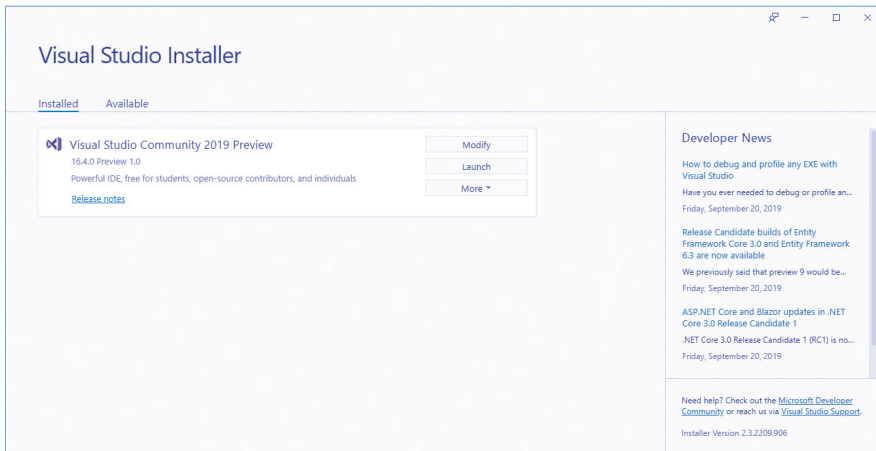 Visual Studio Installer
Installed Available
Visual Studio Community 2019 Preview
16.4.0 Preview 1.0
Powerful IDE, free for students, open-source contributors, and individuals
Release notes
Modify
Launch
More
Developer News
How to debug and profile any EXE with
Visual Studio
Have you ever needed to debug or profile an...
Friday, September 20, 2019
Release Candidate builds of Entity
Framework Core 3.0 and Entity Framework
6.3 are now available
We previously said that preview 9 would be...
Friday, September 20, 2019
ASP.NET Core and Blazor updates in .NET
Core 3.0 Release Candidate 1
.NET Core 3.0 Release Candidate 1 (RC1) is no...
Friday, September 20, 2019
Need help? Check out the Microsoft Developer
Community or reach us via Visual Studio Support.
Installer Version 2.3.2209.906